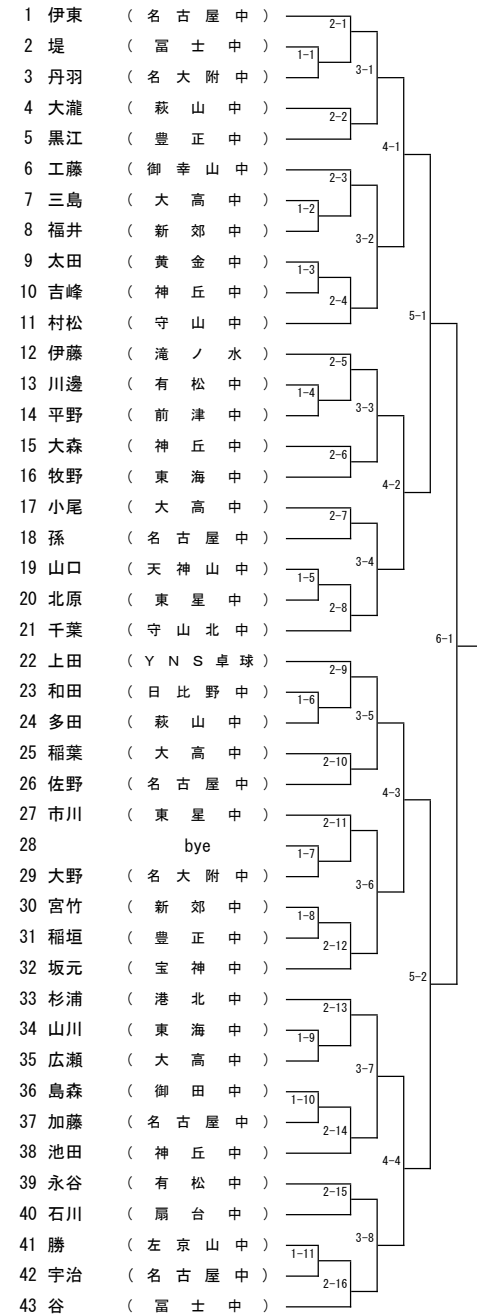 1 伊東 （ 名 古 屋 中 ）
2 堤 （ 冨 士 中 ）
3 丹羽 （ 名 大 附 中 ）
4 大瀧 （ 萩 山 中 ）
5 黒江 （ 豊 正 中 ）
6 工藤 （ 御 幸 山 中 ）
7 三島 （ 大 高 中 ）
8 福井 （ 新 郊 中 ）
9 太田 （ 黄 金 中 ）
10 吉峰 （ 神 丘 中 ）
11 村松 （ 守 山 中 ）
12 伊藤 （ 滝 ノ 水 ）
13 川邊 （ 有 松 中 ）
14 平野 （ 前 津 中 ）
15 大森 （ 神 丘 中 ）
16 牧野 （ 東 海 中 ）
17 小尾 （ 大 高 中 ）
18 孫 （ 名 古 屋 中 ）
19 山口 （ 天 神 山 中 ）
20 北原 （ 東 星 中 ）
21 千葉 （ 守 山 北 中 ）
22 上田 （ Ｙ Ｎ Ｓ 卓 球 ）
23 和田 （ 日 比 野 中 ）
24 多田 （ 萩 山 中 ）
25 稲葉 （ 大 高 中 ）
26 佐野 （ 名 古 屋 中 ）
27 市川 （ 東 星 中 ）
28 bye
29 大野 （ 名 大 附 中 ）
30 宮竹 （ 新 郊 中 ）
31 稲垣 （ 豊 正 中 ）
32 坂元 （ 宝 神 中 ）
33 杉浦 （ 港 北 中 ）
34 山川 （ 東 海 中 ）
35 広瀬 （ 大 高 中 ）
36 島森 （ 御 田 中 ）
37 加藤 （ 名 古 屋 中 ）
38 池田 （ 神 丘 中 ）
39 永谷 （ 有 松 中 ）
40 石川 （ 扇 台 中 ）
41 勝 （ 左 京 山 中 ）
42 宇治 （ 名 古 屋 中 ）
43 谷 （ 冨 士 中 ）
1-1
1-2
1-3
1-4
1-5
1-6
1-7
1-8
1-9
1-10
1-11
2-1
2-2
2-3
2-4
2-5
2-6
2-7
2-8
2-9
2-10
2-11
2-12
2-13
2-14
2-15
2-16
3-1
3-2
3-3
3-4
3-5
3-6
3-7
3-8
4-1
4-2
4-3
4-4
5-1
5-2
6-1